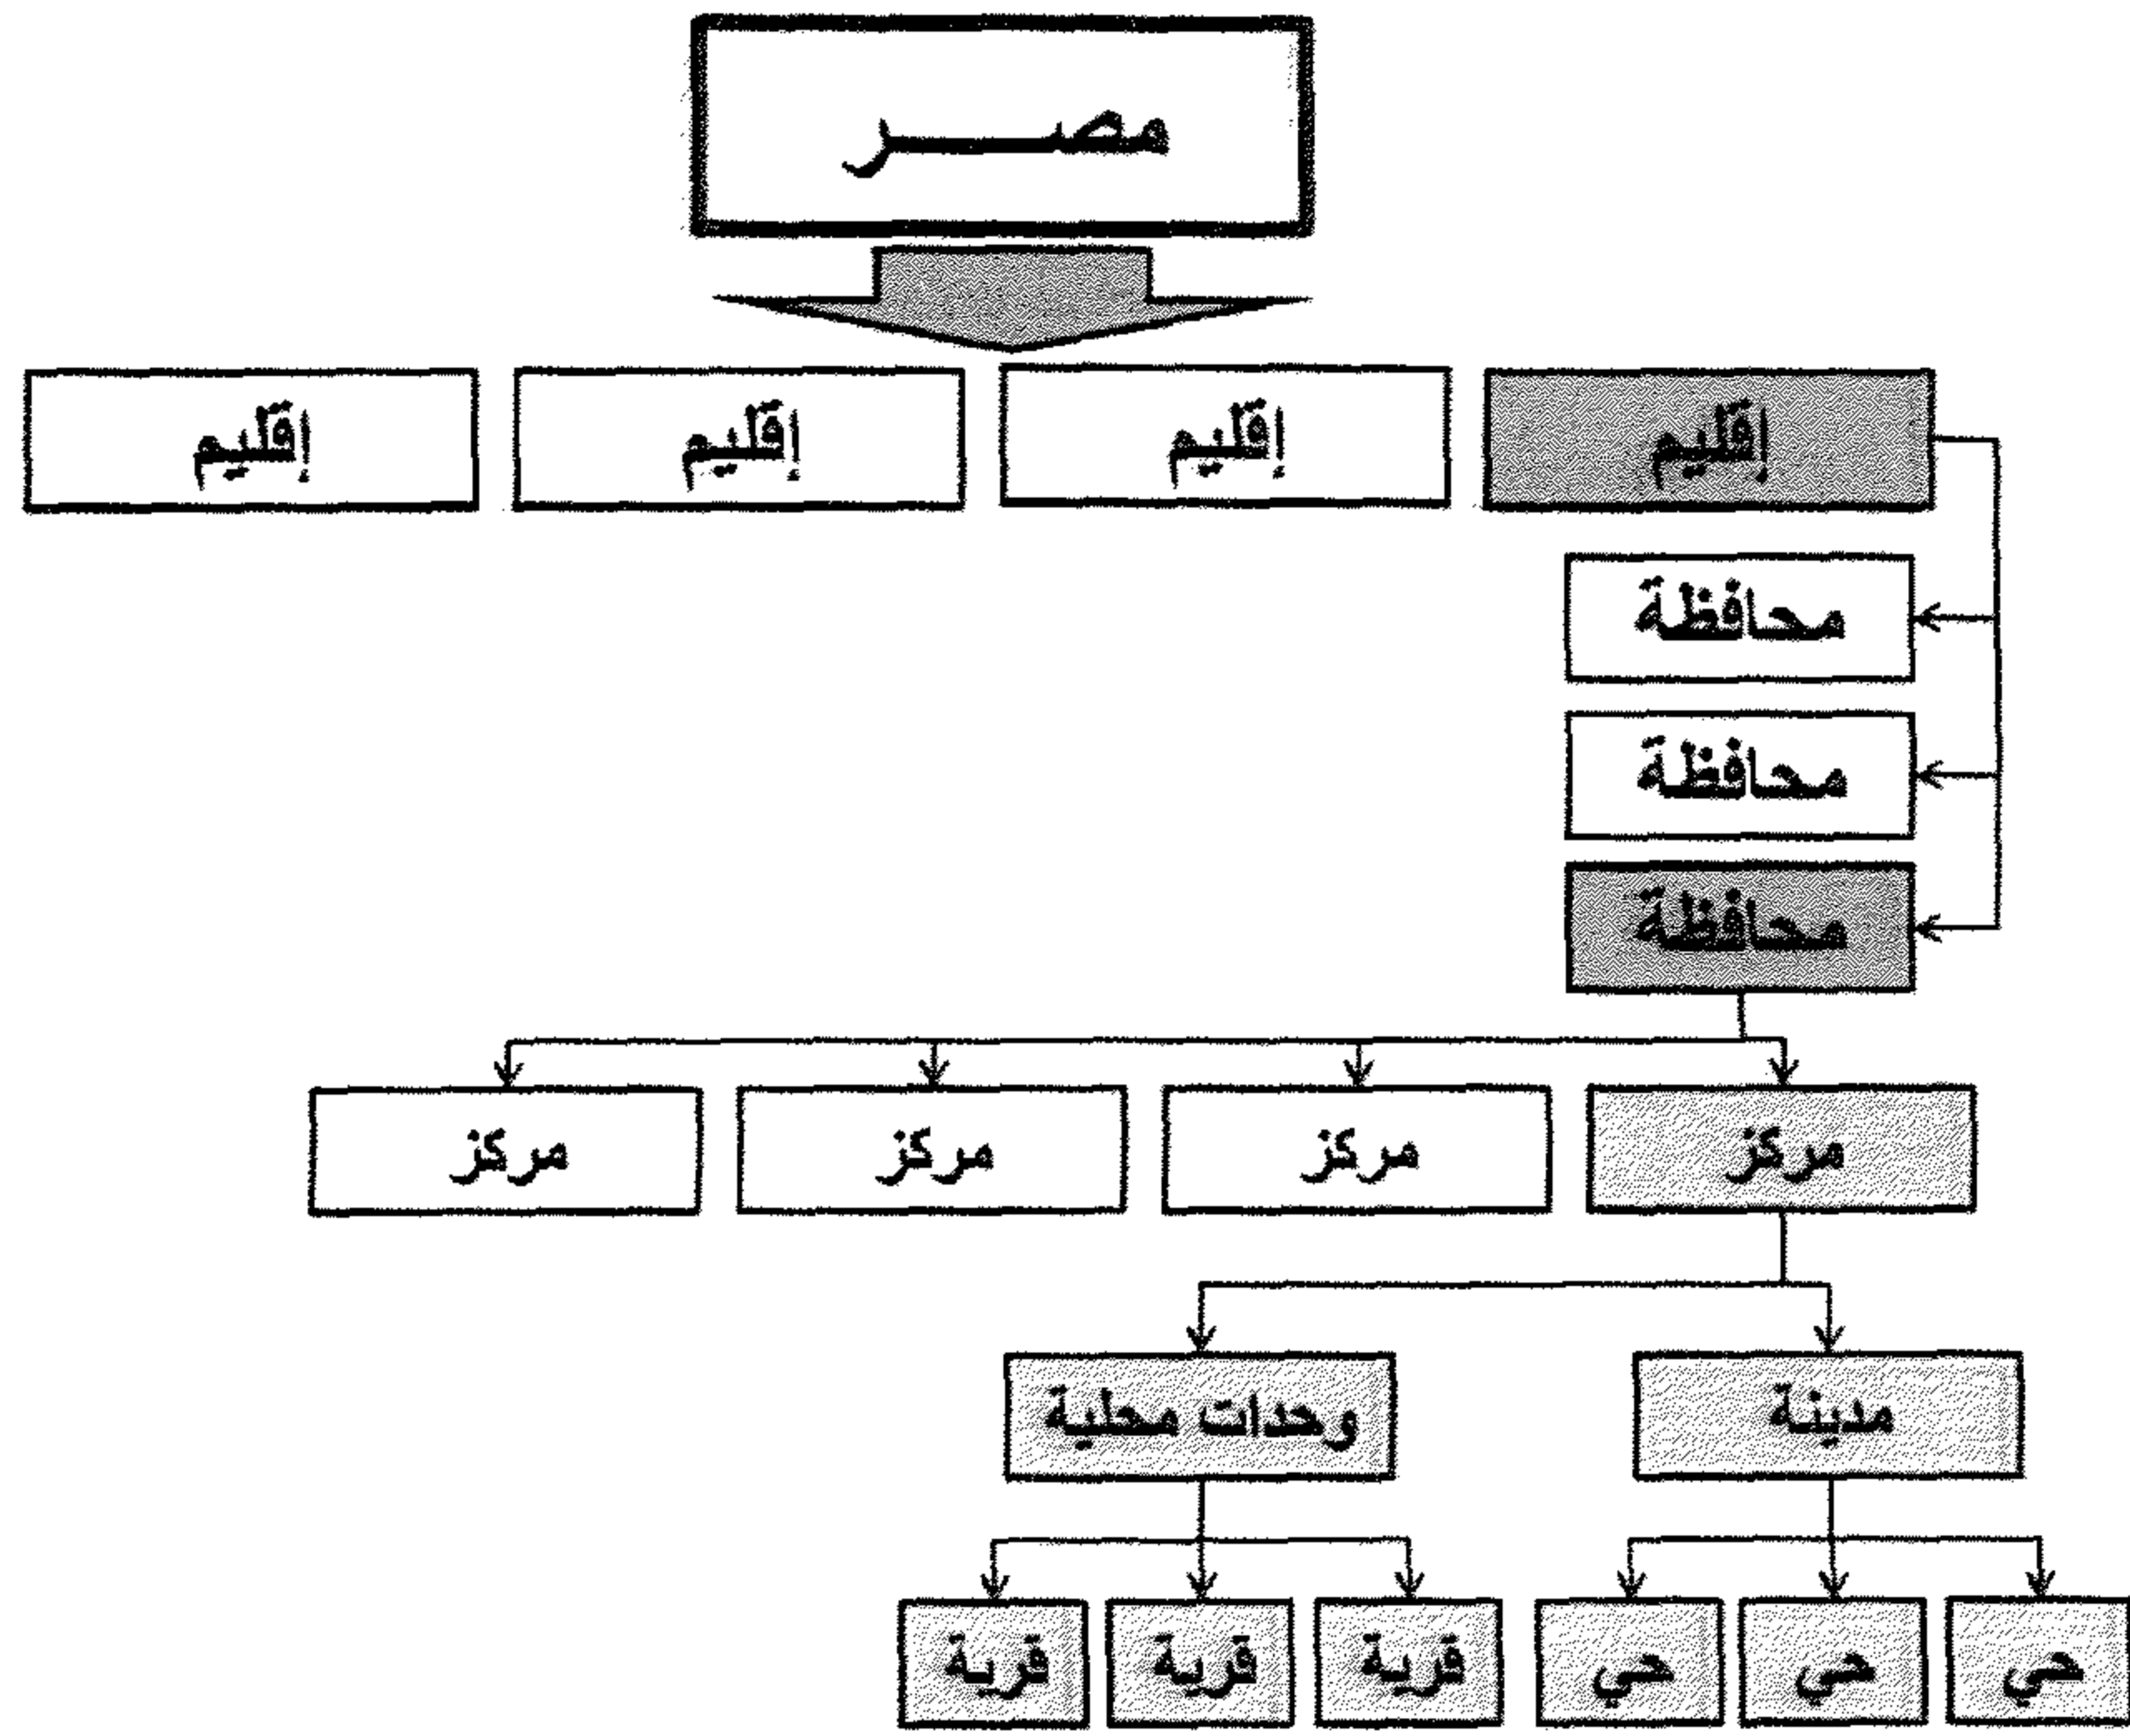 مصـــــر
إقليم إقليم إقليم إقليم
محافظة
محافظة
محافظة
مركز مركز مركز مركز
مدينة وحدات محلية
حي حي حي قرية قرية قرية